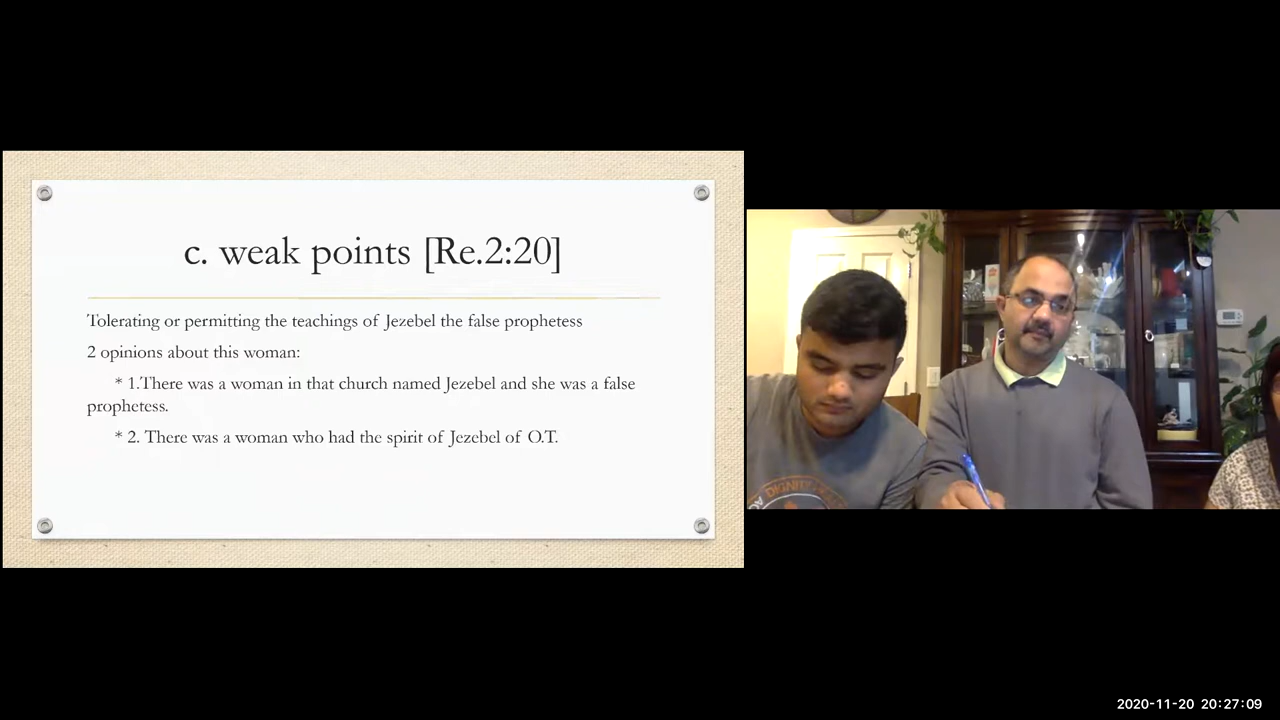 c. weak points [Re.2:20]
Tolerating or permitting the teachings of Jezebel the false prophetess
2 opinions about this woman:
* 1.There was a woman in that church named Jezebel and she was a false
prophetess.
* 2. There was a woman who had the spirit of Jezebel of O.T.
2020-11-20 20:27:09